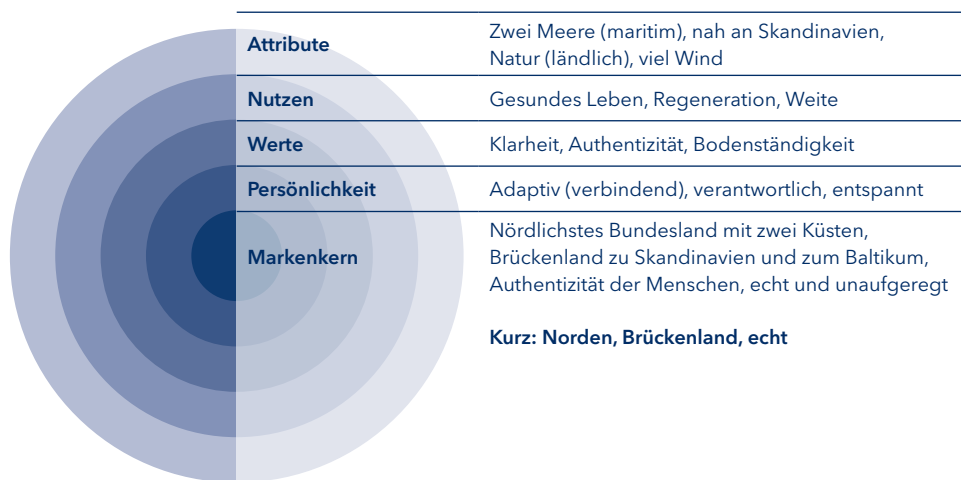 Attribute
Zwei Meere (maritim), nah an Skandinavien,
Natur (ländlich), viel Wind
Nutzen
Gesundes Leben, Regeneration, Weite
Werte
Klarheit, Authentizität, Bodenständigkeit
Persönlichkeit
Adaptiv (verbindend), verantwortlich, entspannt
Markenkern
Nördlichstes Bundesland mit zwei Küsten,
Brückenland zu Skandinavien und zum Baltikum,
Authentizität der Menschen, echt und unaufgeregt
Kurz: Norden, Brückenland, echt